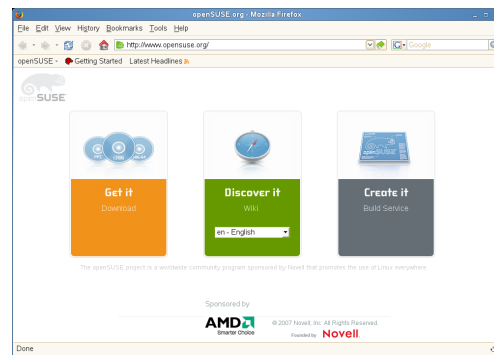 openSUSE.org - Mozilla Firefox
File Edit View History Bookmarks Tools Help
http://www.opensuse.org/
Google
openSUSE Getting Started Latest Headlines
openSUSE
Get it
Download
Discover it
Wiki
en - English
Create it
Build Service
The openSUSE project is a worldwide community program sponsored by Novell that promotes the use of Linux everywhere
Sponsored by
AMD
Smarter Choice
© 2007 Novell, Inc. All Rights Reserved.
Founded by Novell.
Done